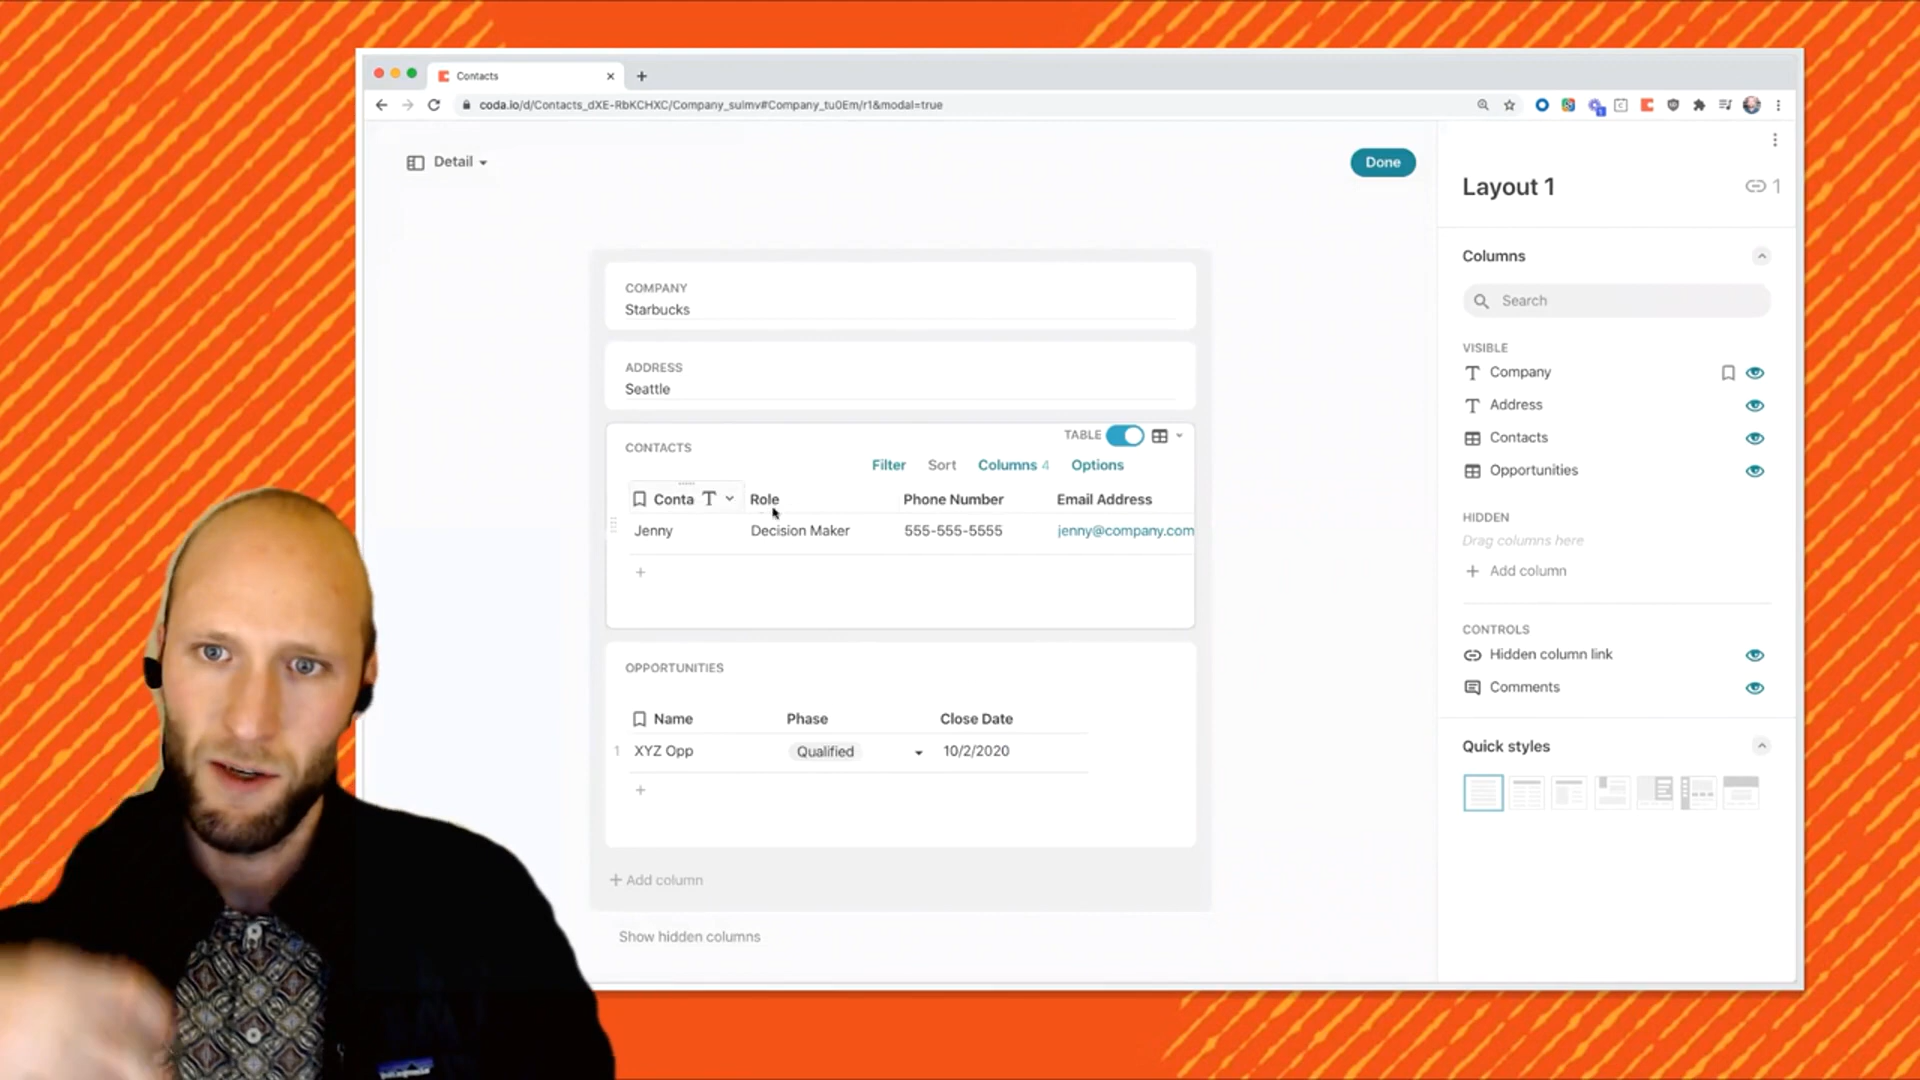 Contacts
coda.io/d/Contacts_dXE-RbKCHXC/Company_sulmv#Company_tu0Em/r1&modal=true
Detail
Done
Layout 1
1
COMPANY
Starbucks
ADDRESS
Seattle
CONTACTS
TABLE
Filter Sort Columns 4 Options
Conta Role Phone Number Email Address
Jenny Decision Maker 555-555-5555 jenny@company.com
+
OPPORTUNITIES
Name Phase Close Date
1 XYZ Opp Qualified 10/2/2020
+
+ Add column
Show hidden columns
Columns
Search
VISIBLE
Company
Address
Contacts
Opportunities
HIDDEN
Drag columns here
+ Add column
CONTROLS
Hidden column link
Comments
Quick styles